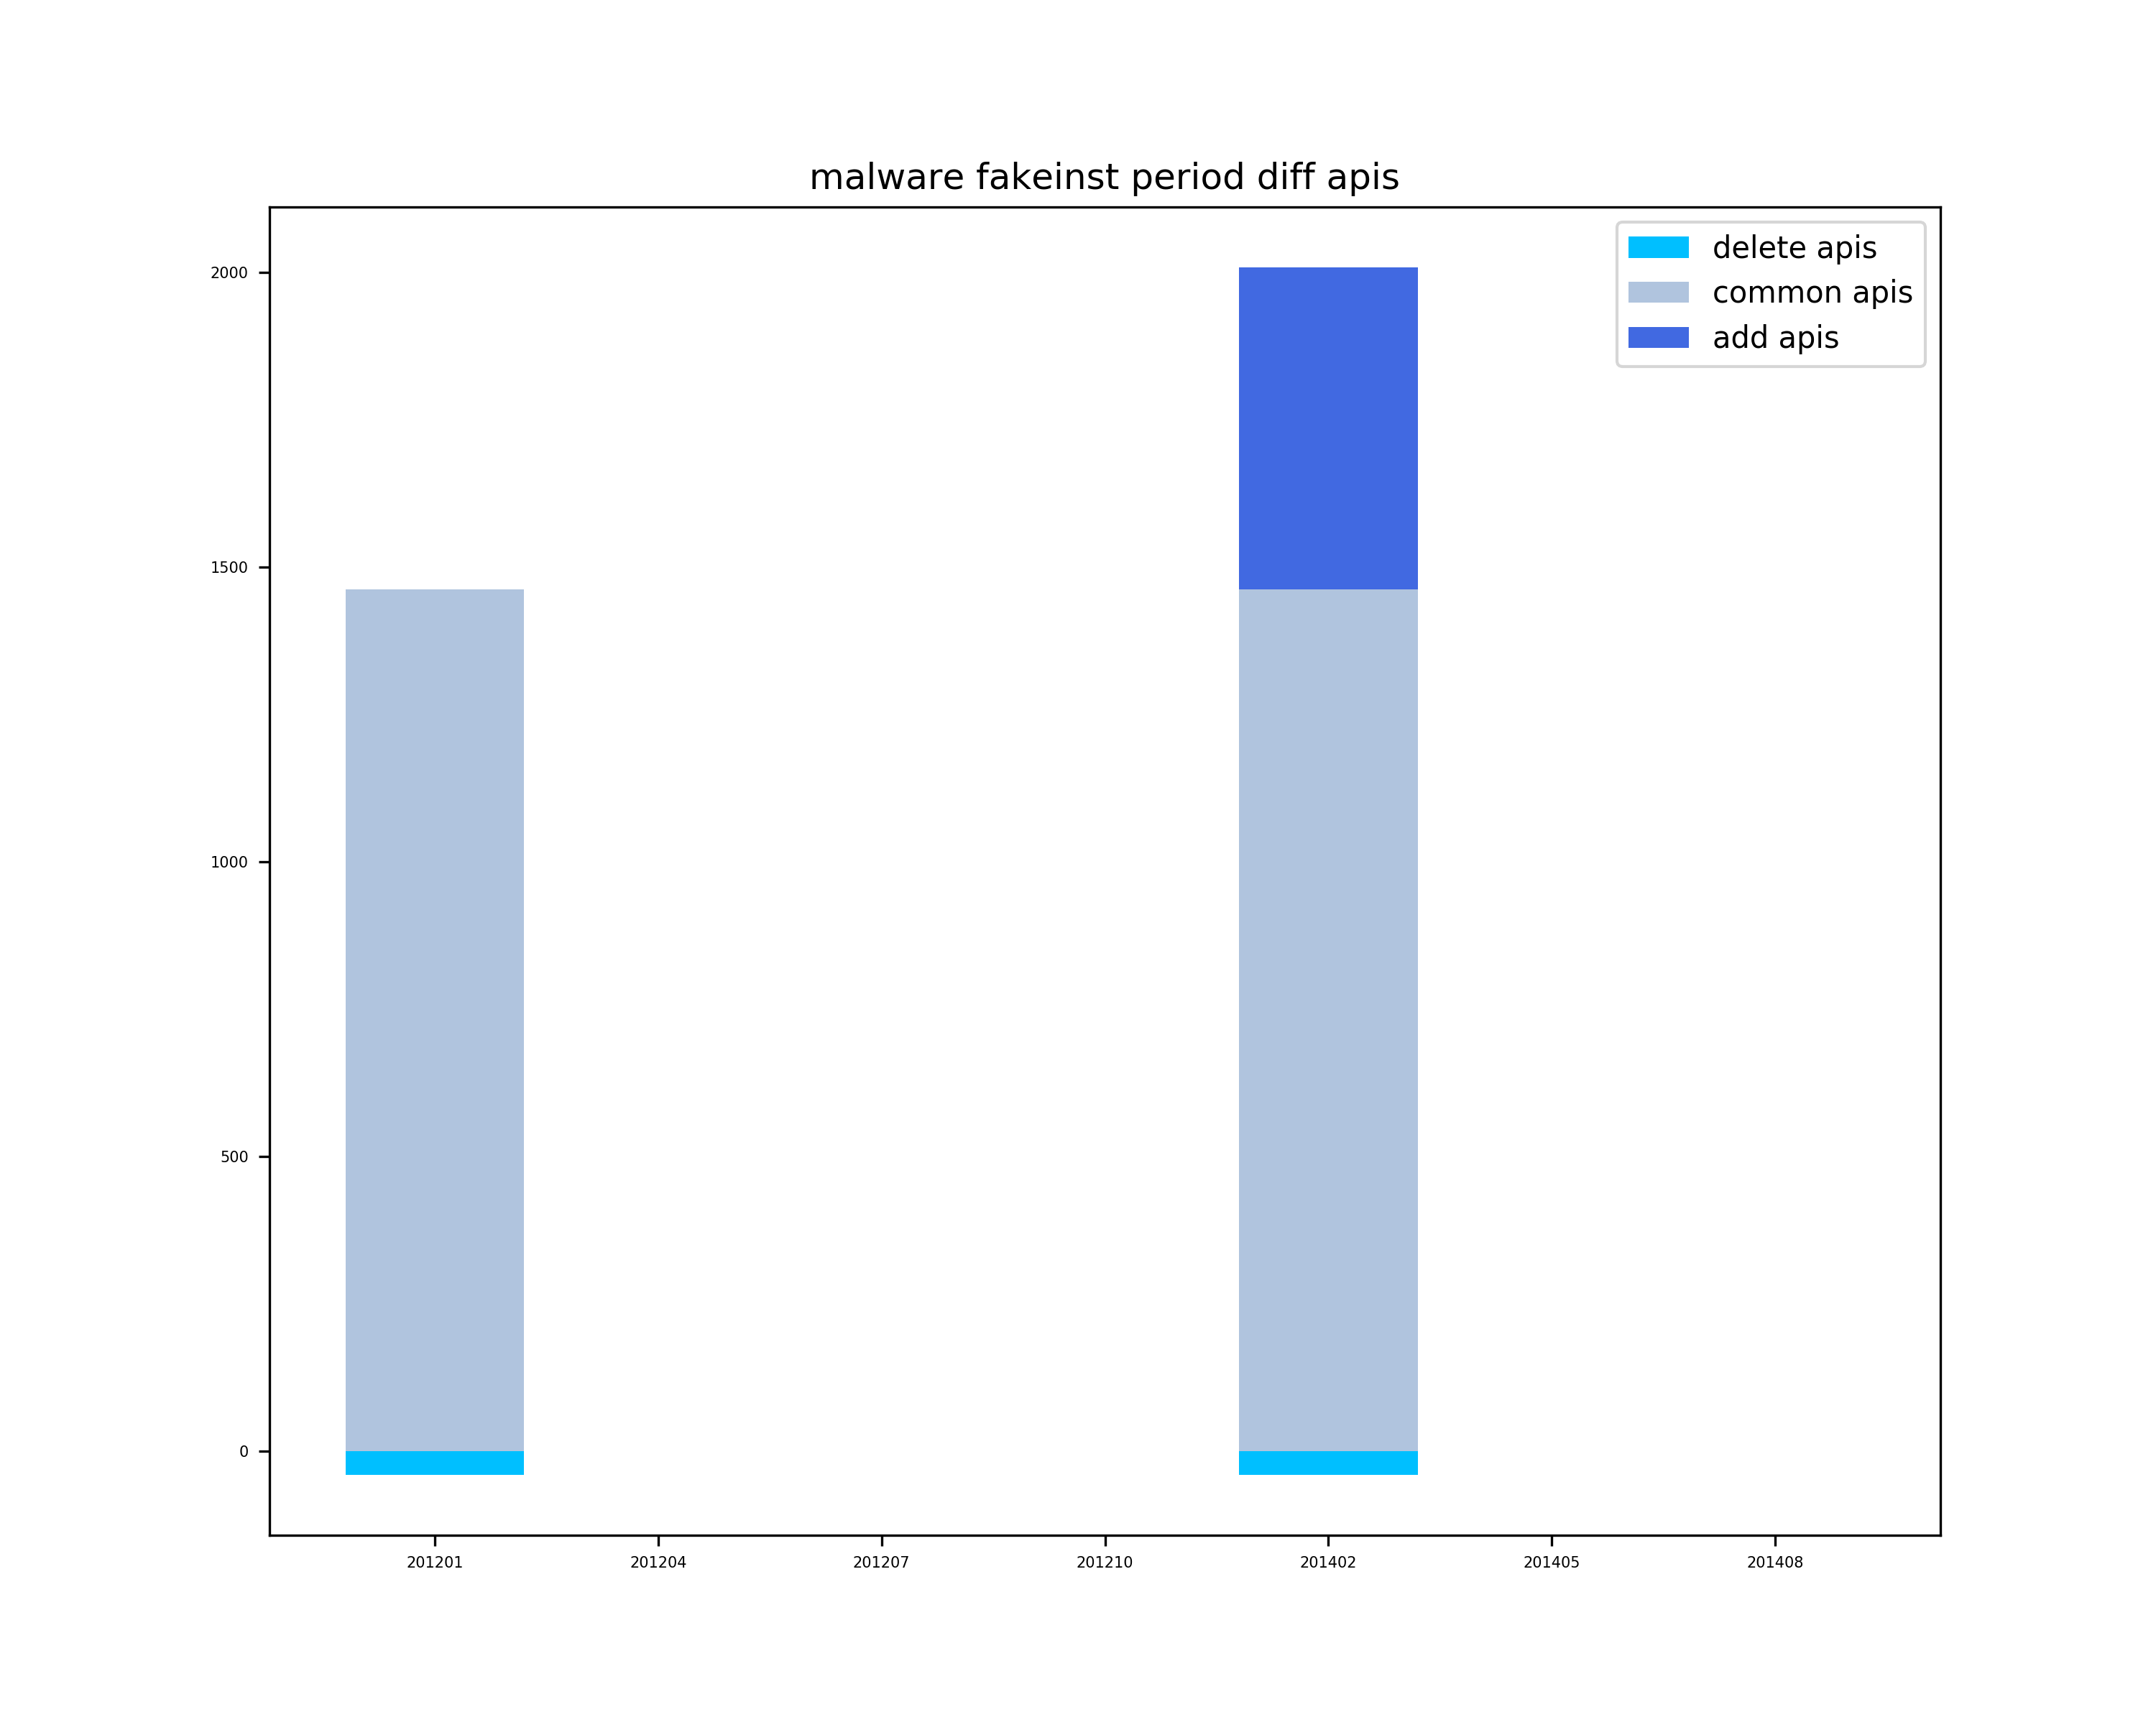 malware fakeinst period diff apis
delete apis
common apis
add apis
2000
1500
1000
500
0
201201 201204 201207 201210 201402 201405 201408